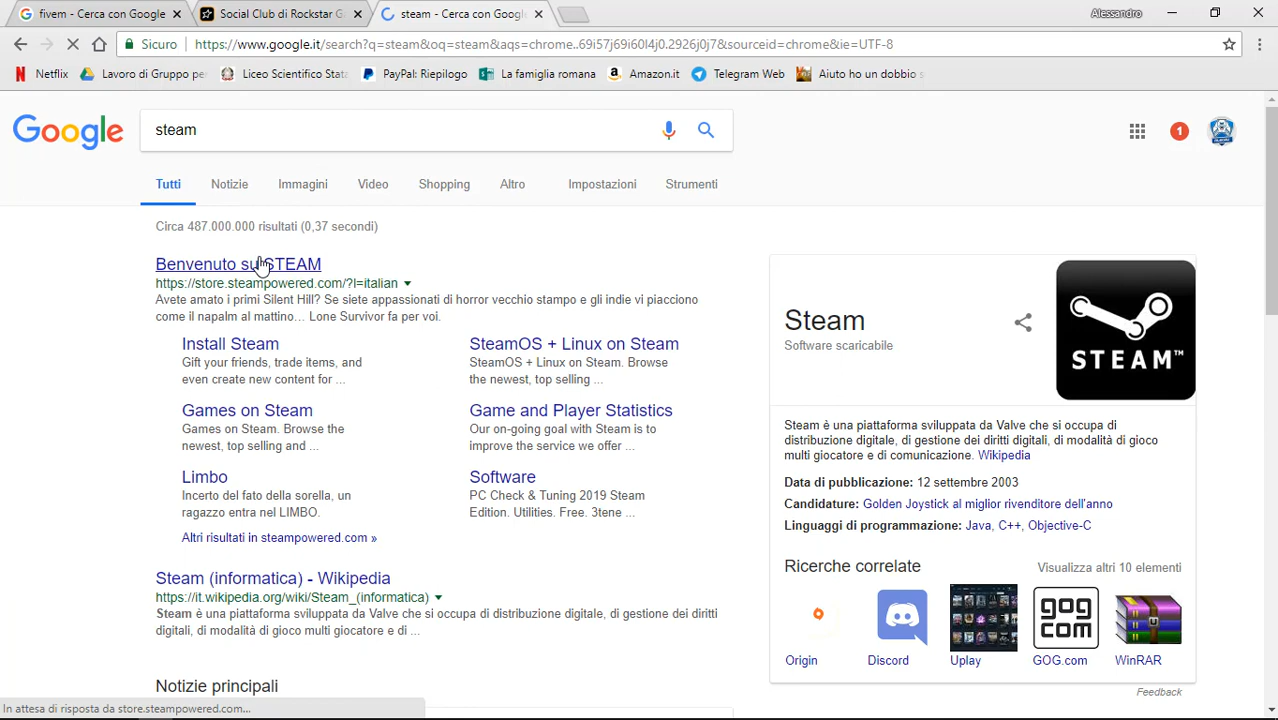 fivem - Cerca con Google
Social Club di Rockstar G
steam - Cerca con Google
Alessandro
Sicuro
https://www.google.it/search?q=steam&oq=steam&aqs=chrome..69i57j69i60l4j0.2926j0j7&sourceid=chrome&ie=UTF-8
Netflix
Lavoro di Gruppo pe
Liceo Scientifico Stat
PayPal: Riepilogo
La famiglia romana
Amazon.it
Telegram Web
Aiuto ho un dubbio s
Google
steam
1
Tutti
Notizie
Immagini
Video
Shopping
Altro
Impostazioni
Strumenti
Circa 487.000.000 risultati (0,37 secondi)
Benvenuto su STEAM
https://store.steampowered.com/?l=italian
Avete amato i primi Silent Hill? Se siete appassionati di horror vecchio stampo e gli indie vi piacciono
come il napalm al mattino... Lone Survivor fa per voi.
Install Steam
Gift your friends, trade items, and
even create new content for ...
SteamOS + Linux on Steam
SteamOS + Linux on Steam. Browse
the newest, top selling ...
Games on Steam
Games on Steam. Browse the
newest, top selling and ...
Game and Player Statistics
Our on-going goal with Steam is to
improve the service we offer ...
Limbo
Incerto del fato della sorella, un
ragazzo entra nel LIMBO.
Software
PC Check & Tuning 2019 Steam
Edition. Utilities. Free. 3tene ...
Altri risultati in steampowered.com »
Steam (informatica) - Wikipedia
https://it.wikipedia.org/wiki/Steam_(informatica)
Steam è una piattaforma sviluppata da Valve che si occupa di distribuzione digitale, di gestione dei diritti
digitali, di modalità di gioco multi giocatore e di ...
Notizie principali
In attesa di risposta da store.steampowered.com...
Steam
Software scaricabile
STEAM™
Steam è una piattaforma sviluppata da Valve che si occupa di
distribuzione digitale, di gestione dei diritti digitali, di modalità di gioco
multi giocatore e di comunicazione. Wikipedia
Data di pubblicazione: 12 settembre 2003
Candidature: Golden Joystick al miglior rivenditore dell'anno
Linguaggi di programmazione: Java, C++, Objective-C
Ricerche correlate
Visualizza altri 10 elementi
gog
com
Origin
Discord
Uplay
GOG.com
WinRAR
Feedback